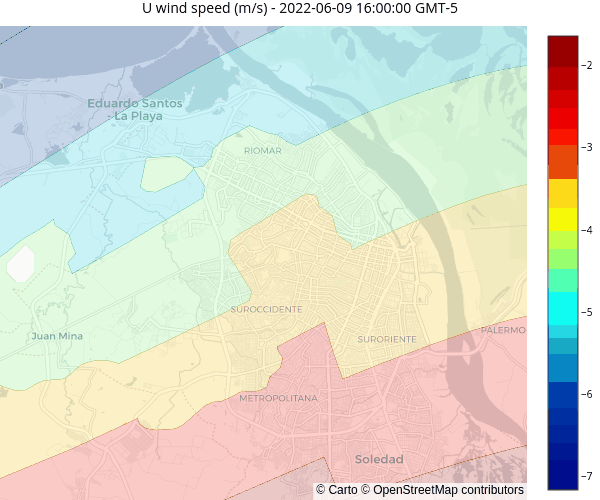 U wind speed (m/s) - 2022-06-09 16:00:00 GMT-5
−2
Eduardo Santos
- La Playa
RIOMAR
−3
−4
SUROCCIDENTE
−5
PALERMO
Juan Mina
SURORIENTE
METROPOLITANA
−6
Soledad
−7
© Carto © OpenStreetMap contributors